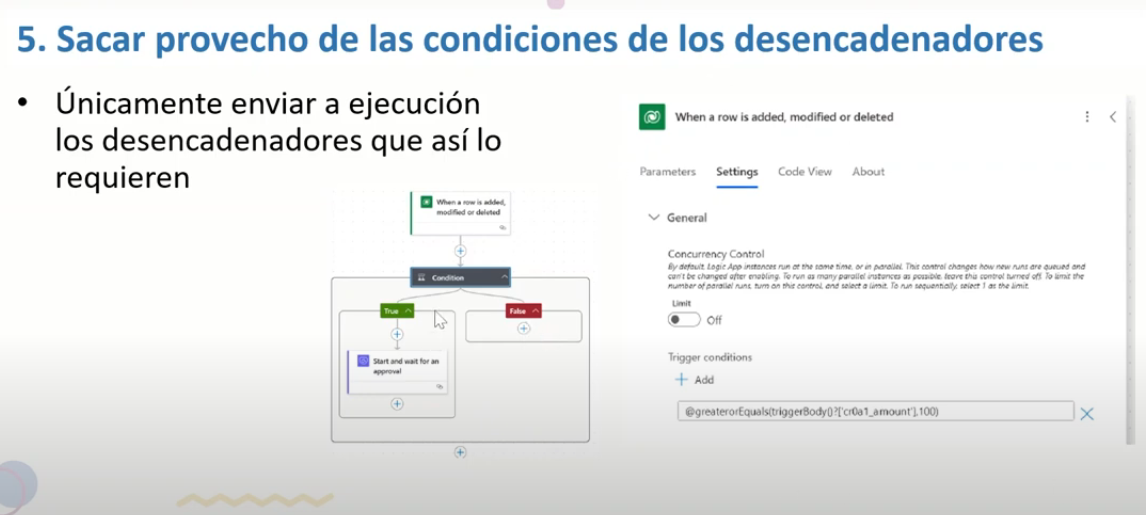 5. Sacar provecho de las condiciones de los desencadenadores
• Únicamente enviar a ejecución
los desencadenadores que así lo
requieren
When a row is added,
modified or deleted
Condition
True
False
Start and wait for an
approval
When a row is added, modified or deleted
Parameters Settings Code View About
General
Concurrency Control
By default Logic App instances run at the same time, or in parallel. This control changes how new runs are queued and
can't be changed after enabling. To run as many parallel instances as possible, leave this control turned off. To limit the
number of parallel runs, turn on this control, and select a limit. To run sequentially, select 1 as the limit.
Limit
Off
Trigger conditions
Add
@greaterorEquals(triggerBody()?['cr0a1_amount'],100)